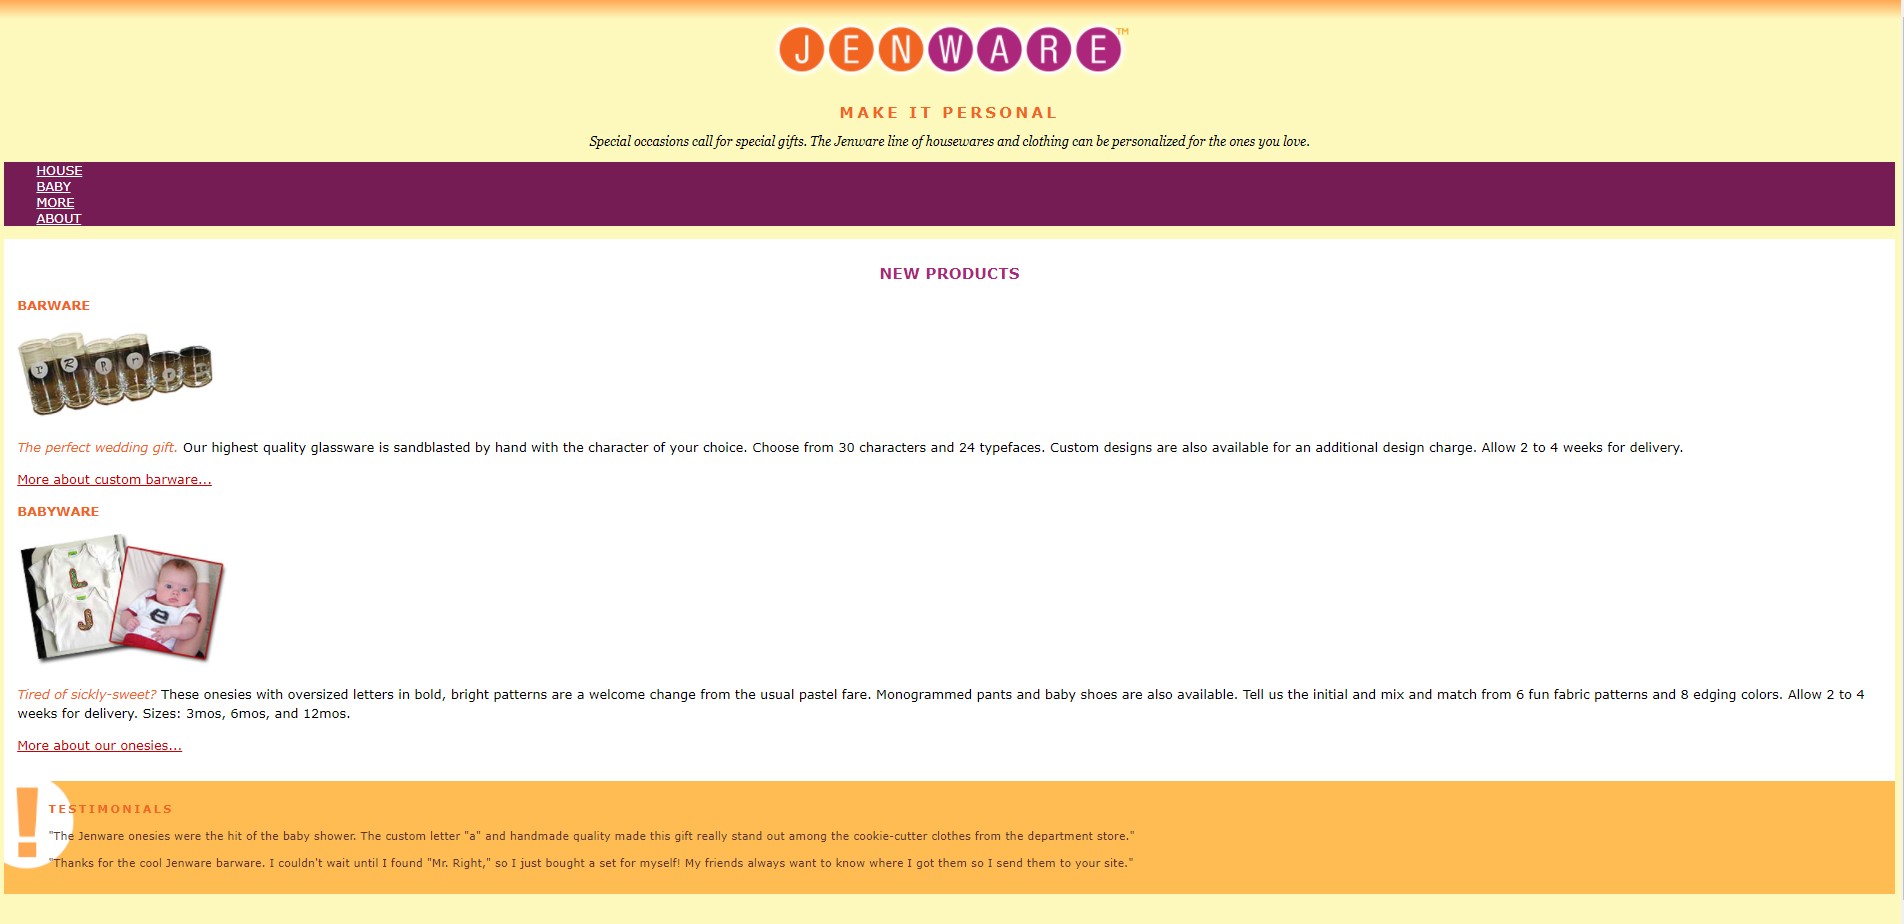 JENWARE™
MAKE IT PERSONAL
Special occasions call for special gifts. The Jenware line of housewares and clothing can be personalized for the ones you love.
HOUSE
BABY
MORE
ABOUT
NEW PRODUCTS
BARWARE
r R R r r
The perfect wedding gift. Our highest quality glassware is sandblasted by hand with the character of your choice. Choose from 30 characters and 24 typefaces. Custom designs are also available for an additional design charge. Allow 2 to 4 weeks for delivery.
More about custom barware...
BABYWARE
L
J
e
Tired of sickly-sweet? These onesies with oversized letters in bold, bright patterns are a welcome change from the usual pastel fare. Monogrammed pants and baby shoes are also available. Tell us the initial and mix and match from 6 fun fabric patterns and 8 edging colors. Allow 2 to 4
weeks for delivery. Sizes: 3mos, 6mos, and 12mos.
More about our onesies...
!
TESTIMONIALS
"The Jenware onesies were the hit of the baby shower. The custom letter "a" and handmade quality made this gift really stand out among the cookie-cutter clothes from the department store."
"Thanks for the cool Jenware barware. I couldn't wait until I found "Mr. Right," so I just bought a set for myself! My friends always want to know where I got them so I send them to your site."